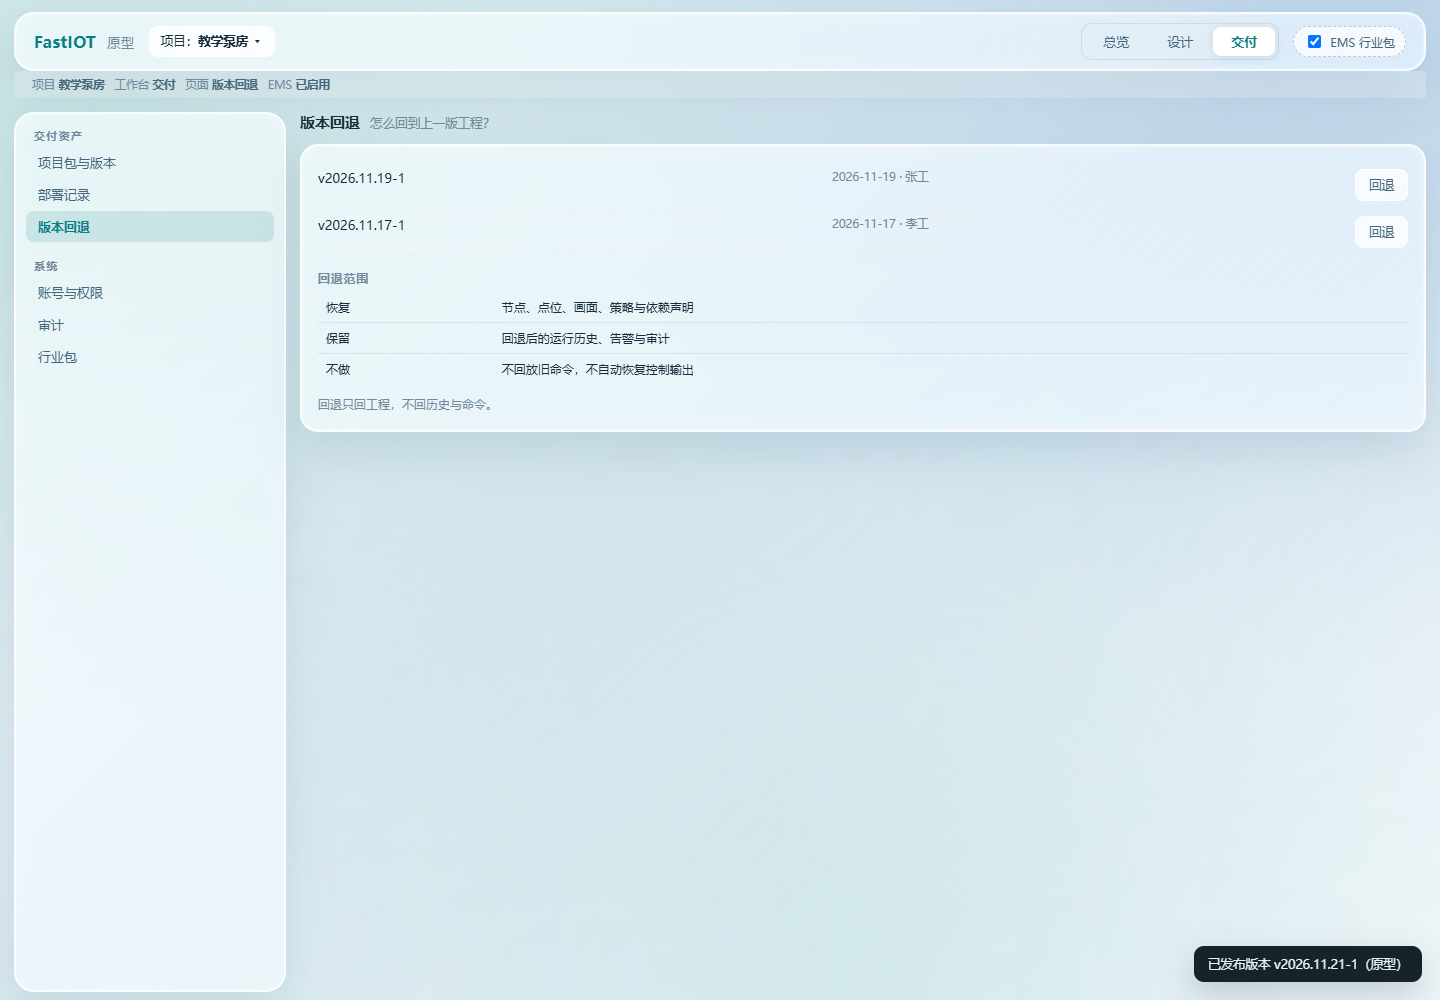 FastIOT 原型 项目：教学泵房 总览 设计 交付 EMS 行业包
项目 教学泵房 工作台 交付 页面 版本回退 EMS 已启用
交付资产
项目包与版本
部署记录
版本回退
系统
账号与权限
审计
行业包
版本回退 怎么回到上一版工程？
v2026.11.19-1 2026-11-19 · 张工 回退
v2026.11.17-1 2026-11-17 · 李工 回退
回退范围
恢复 节点、点位、画面、策略与依赖声明
保留 回退后的运行历史、告警与审计
不做 不回放旧命令，不自动恢复控制输出
回退只回工程，不回历史与命令。
已发布版本 v2026.11.21-1（原型）